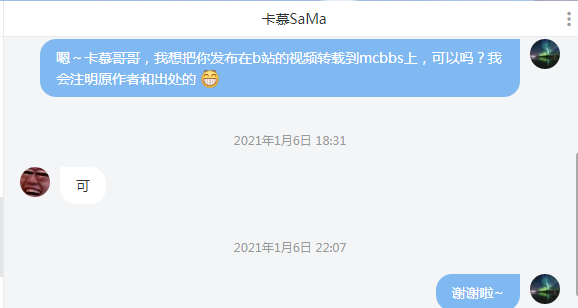 卡慕SaMa
嗯～卡慕哥哥，我想把你发布在b站的视频转载到mcbbs上，可以吗？我
会注明原作者和出处的 😁
2021年1月6日 18:31
可
2021年1月6日 22:07
谢谢啦~